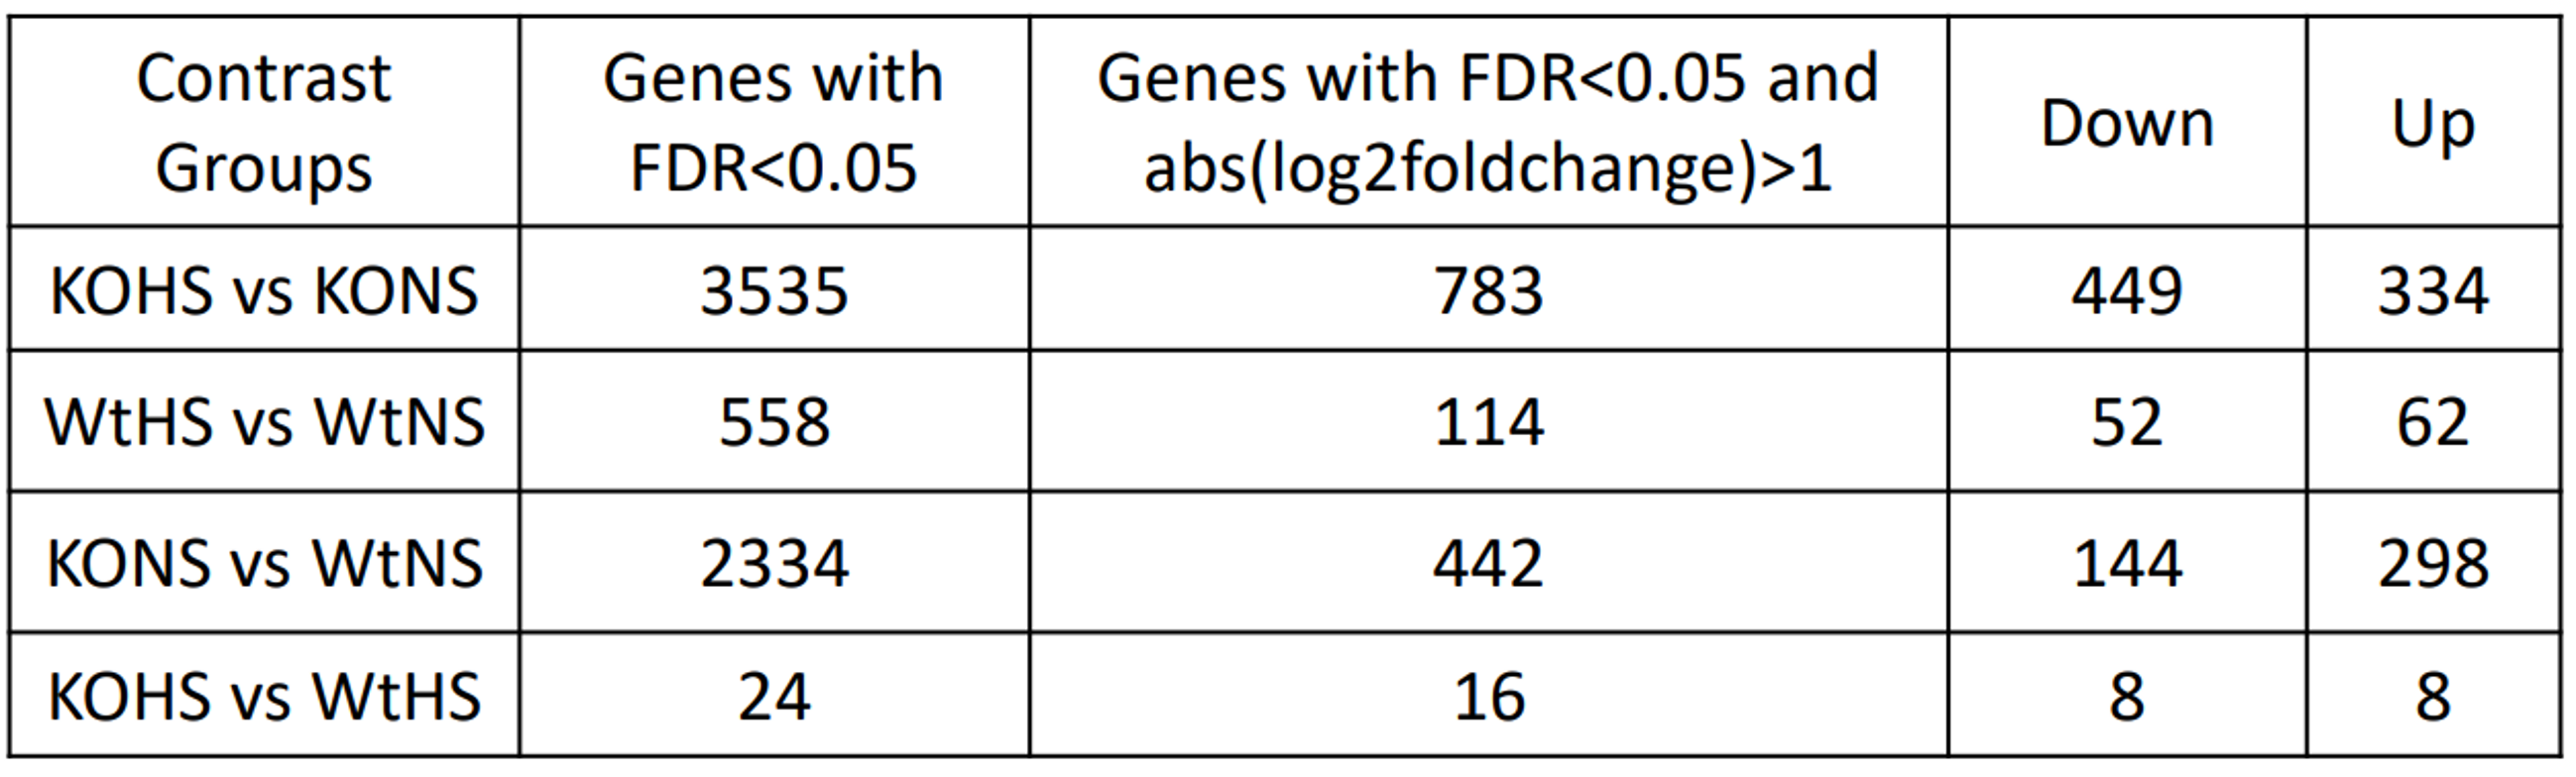 Contrast Groups | Genes with FDR<0.05 | Genes with FDR<0.05 and abs(log2foldchange)>1 | Down | Up
KOHS vs KONS | 3535 | 783 | 449 | 334
WtHS vs WtNS | 558 | 114 | 52 | 62
KONS vs WtNS | 2334 | 442 | 144 | 298
KOHS vs WtHS | 24 | 16 | 8 | 8